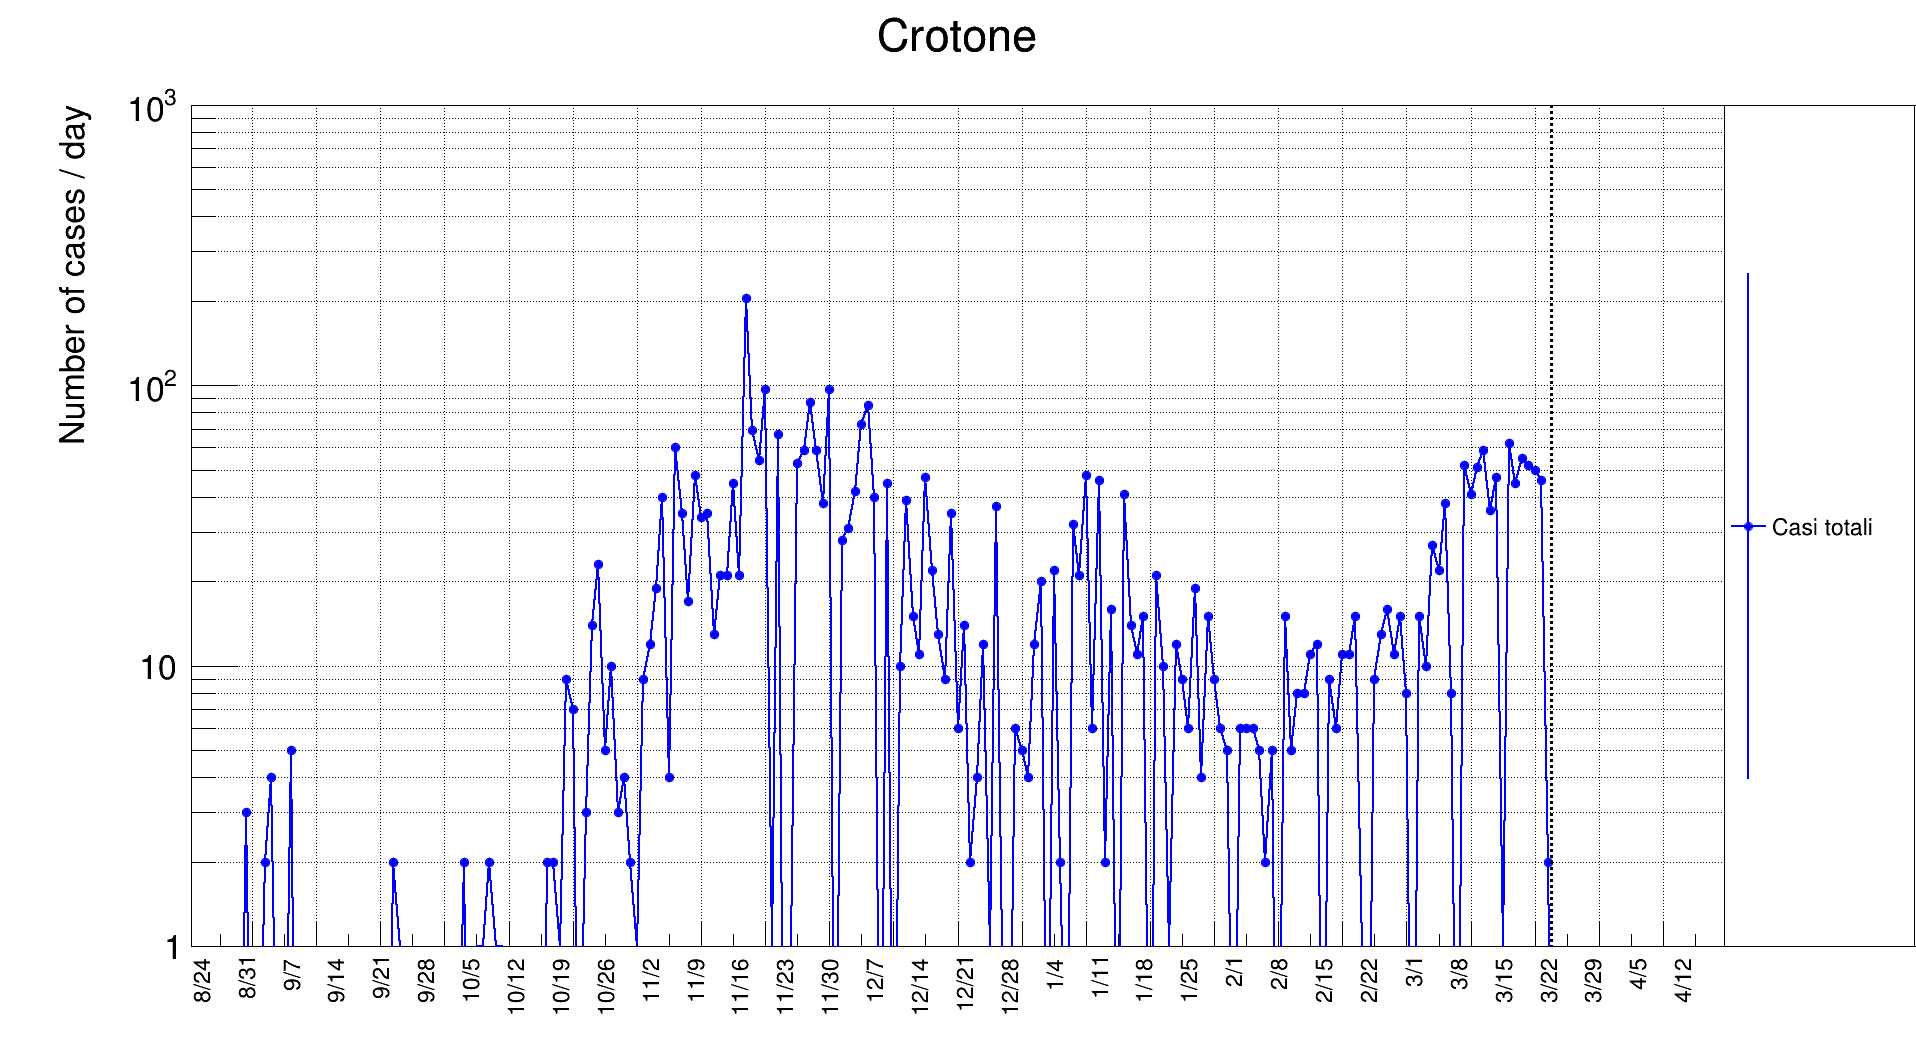 Crotone
Number of cases / day
10³
10²
10
1
8/24 8/31 9/7 9/14 9/21 9/28 10/5 10/12 10/19 10/26 11/2 11/9 11/16 11/23 11/30 12/7 12/14 12/21 12/28 1/4 1/11 1/18 1/25 2/1 2/8 2/15 2/22 3/1 3/8 3/15 3/22 3/29 4/5 4/12
Casi totali